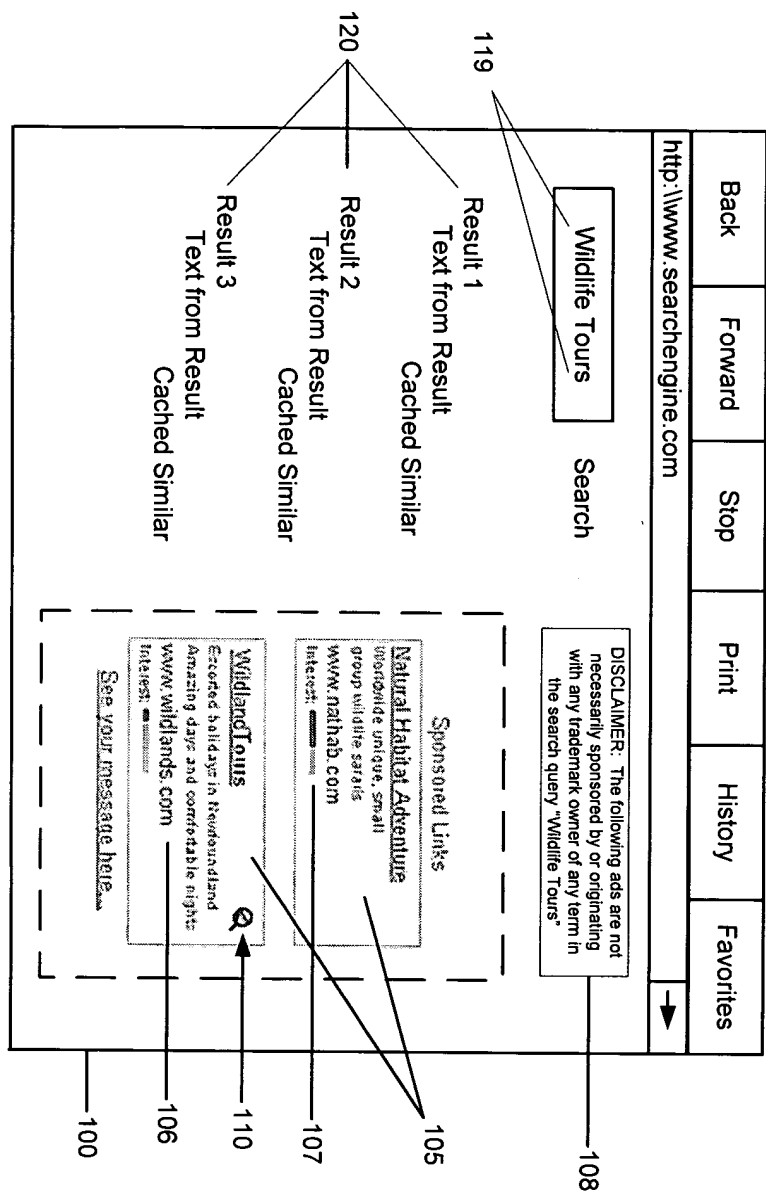 Back Forward Stop Print History Favorites
http:\\www.searchengine.com
119
Wildlife Tours
Search
DISCLAIMER: The following ads are not
necessarily sponsored by or originating
with any trademark owner of any term in
the search query "Wildlife Tours"
108
120
Result 1
Text from Result
Cached Similar
Result 2
Text from Result
Cached Similar
Result 3
Text from Result
Cached Similar
Sponsored Links
Natural Habitat Adventure
Worldwide unique, small
group wildlife safaris
www.nathab.com
Interest:
WildlandTours
Escorted holidays in Newfoundland
Amazing days and comfortable nights
www.wildlands.com
Interest:
See your message here...
105
107
110
106
100